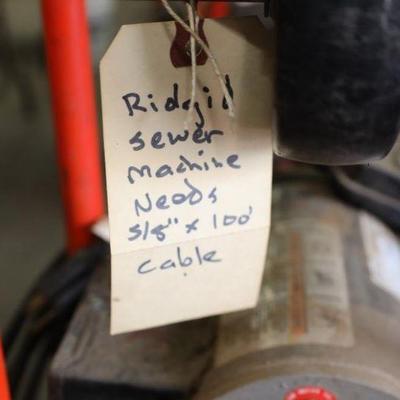 Ridgid
sewer
machine
Needs
5/8" x 100'
cable